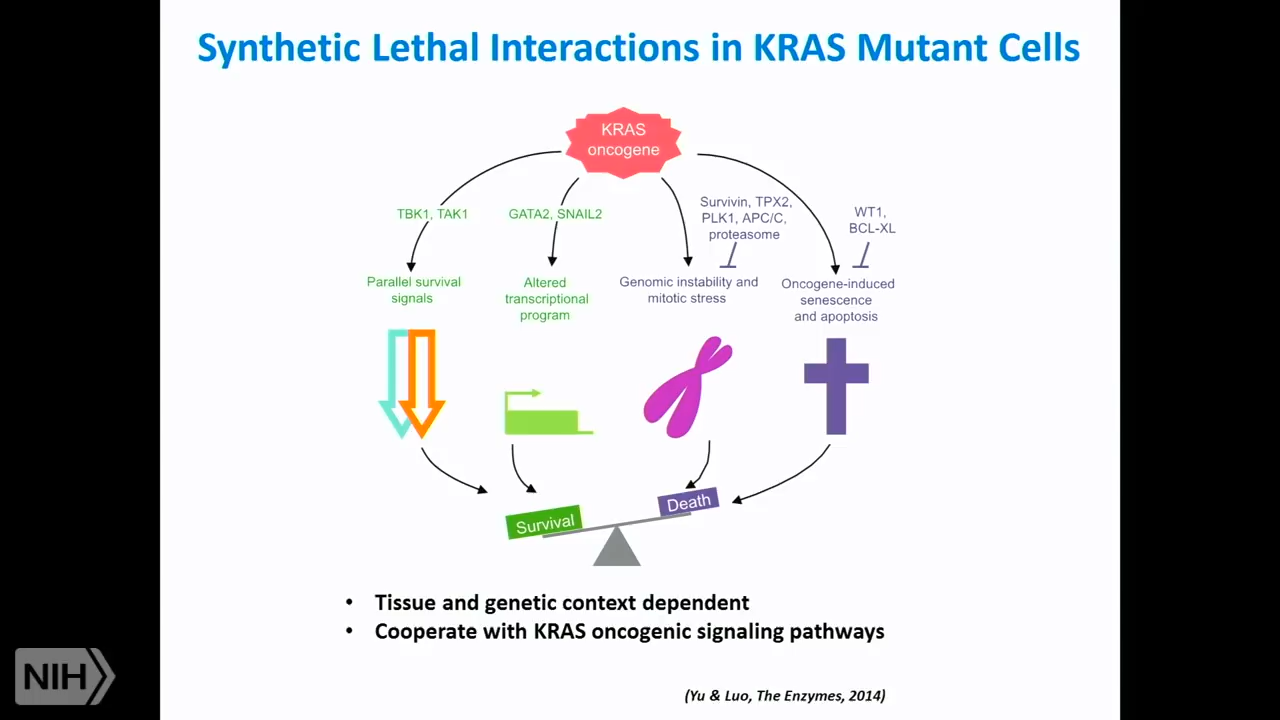 Synthetic Lethal Interactions in KRAS Mutant Cells
KRAS
oncogene
TBK1, TAK1
GATA2, SNAIL2
Survivin, TPX2,
PLK1, APC/C,
proteasome
WT1,
BCL-XL
Parallel survival
signals
Altered
transcriptional
program
Genomic instability and
mitotic stress
Oncogene-induced
senescence
and apoptosis
Survival
Death
• Tissue and genetic context dependent
• Cooperate with KRAS oncogenic signaling pathways
NIH
(Yu & Luo, The Enzymes, 2014)